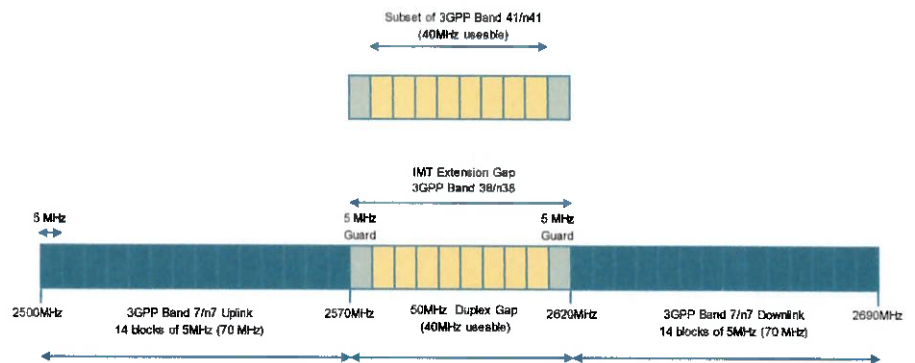 Subset of 3GPP Band 41/n41
(40MHz useable)
IMT Extension Gap
3GPP Band 38/n38
5 MHz
5 MHz
Guard
5 MHz
Guard
2500MHz
3GPP Band 7/n7 Uplink
14 blocks of 5MHz (70 MHz)
2570MHz
50MHz Duplex Gap
(40MHz useable)
2620MHz
3GPP Band 7/n7 Downlink
14 blocks of 5MHz (70 MHz)
2690MHz